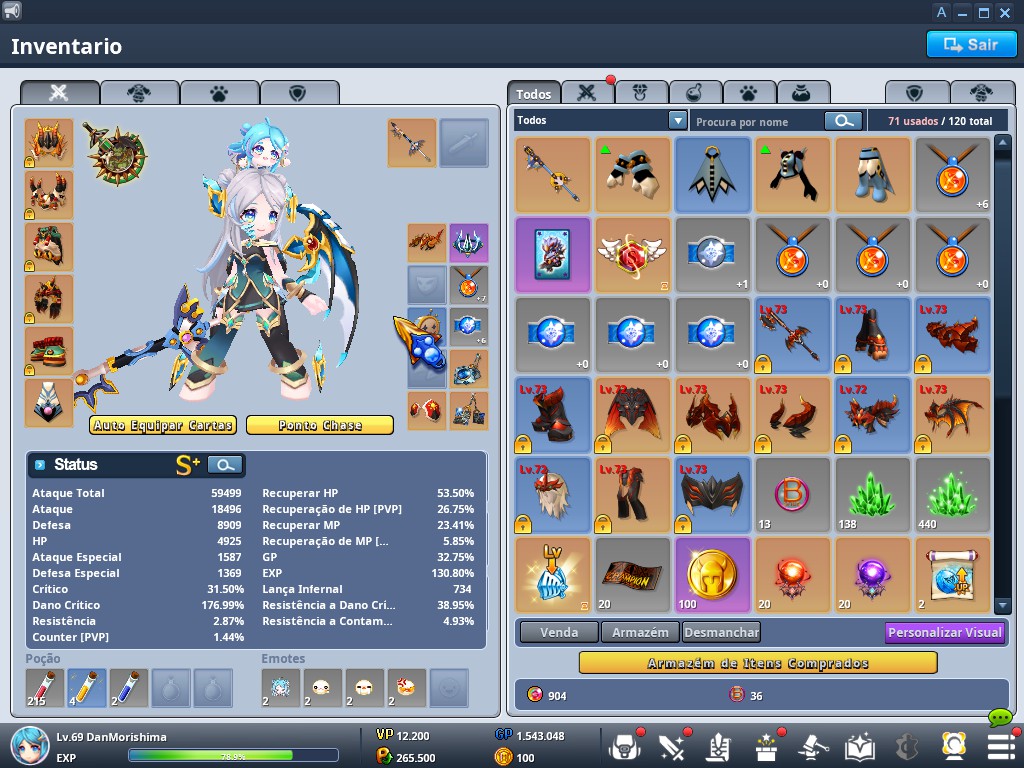 A
Inventario
Sair
Todos
Todos
Procura por nome
71 usados / 120 total
+6
+1
+0
+0
+0
+0
+0
+0
Lv.73
Lv.73
Lv.73
Lv.73
Lv.73
Lv.73
Lv.73
Lv.72
Lv.73
Lv.72
Lv.73
Lv.73
B
13
138
440
Lv
CHAMPION
20
100
20
20
UP
2
+7
+6
Auto Equipar Cartas
Ponto Chase
Status
S+
Ataque Total 59499
Ataque 18496
Defesa 8909
HP 4925
Ataque Especial 1587
Defesa Especial 1369
Crítico 31.50%
Dano Crítico 176.99%
Resistência 2.87%
Counter [PVP] 1.44%
Recuperar HP 53.50%
Recuperação de HP [PVP] 26.75%
Recuperar MP 23.41%
Recuperação de MP [... 5.85%
GP 32.75%
EXP 130.80%
Lança Infernal 734
Resistência a Dano Crí... 38.95%
Resistência a Contam... 4.93%
Poção
215
4
2
Emotes
2
2
2
2
Venda
Armazém
Desmanchar
Personalizar Visual
Armazém de Itens Comprados
904
B 36
Lv.69 DanMorishima
EXP
78.9%
VP 12.200
265.500
GP 1.543.048
100